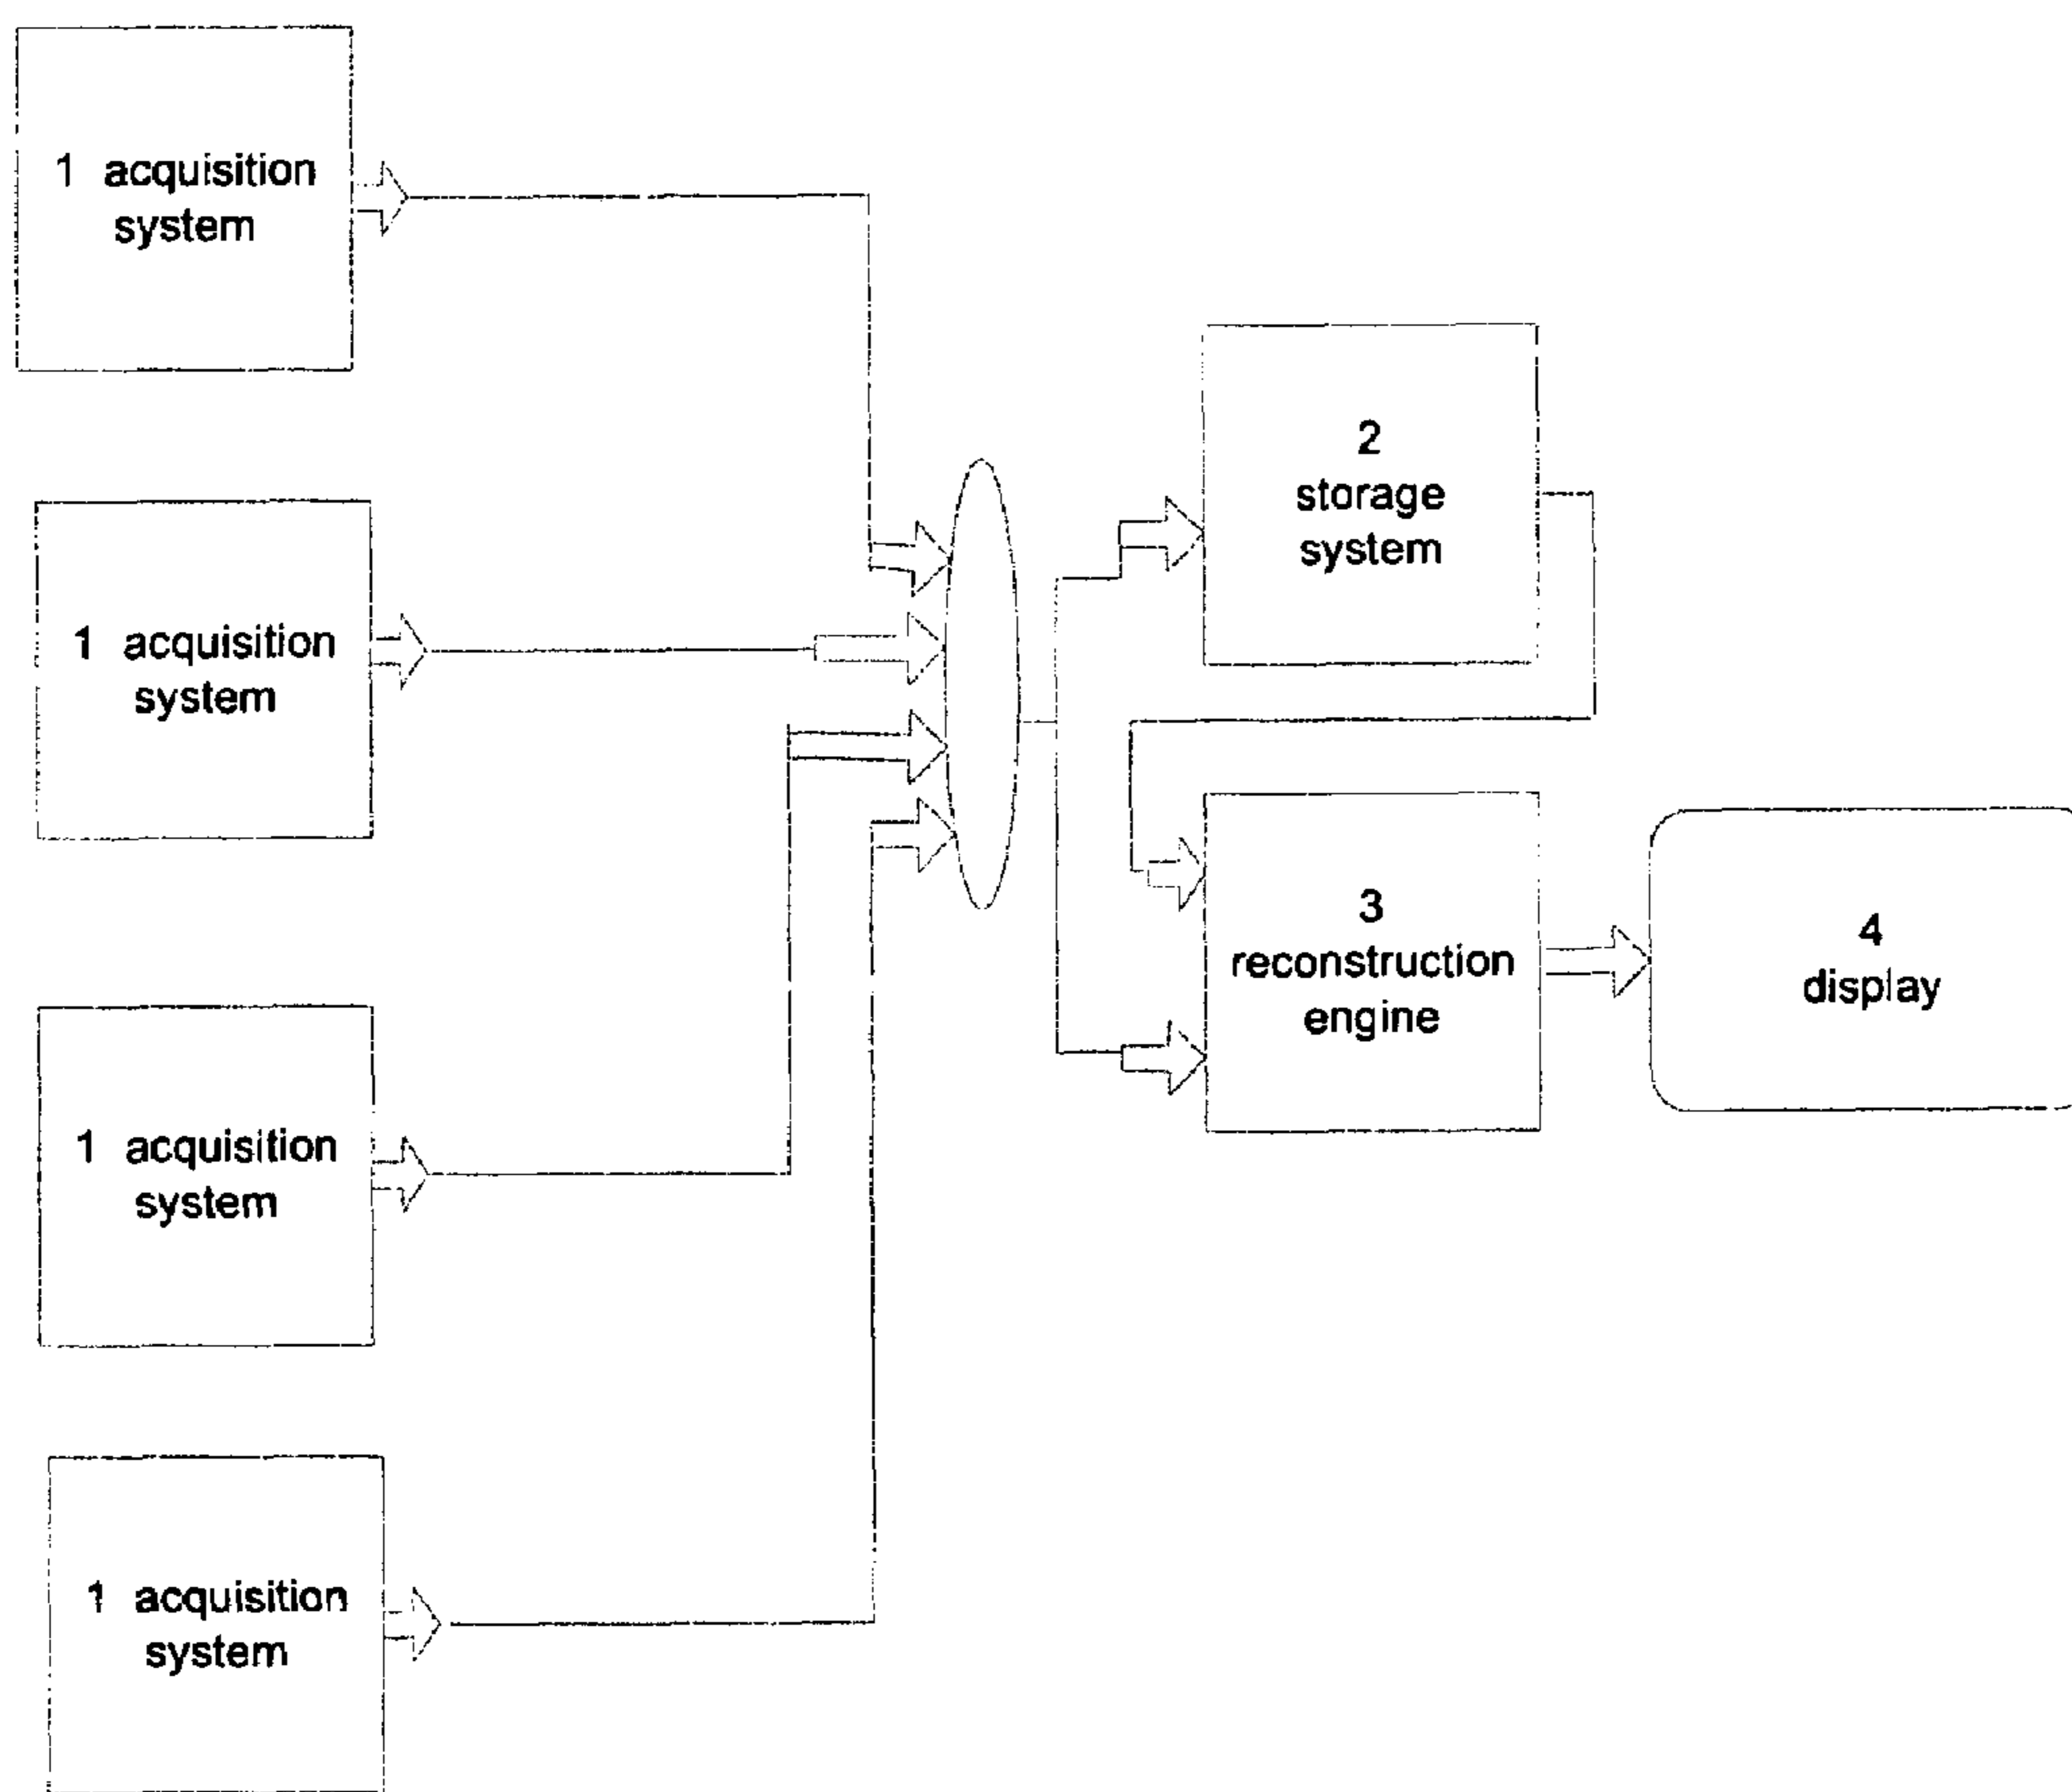 1 acquisition
system
1 acquisition
system
1 acquisition
system
1 acquisition
system
2
storage
system
3
reconstruction
engine
4
display